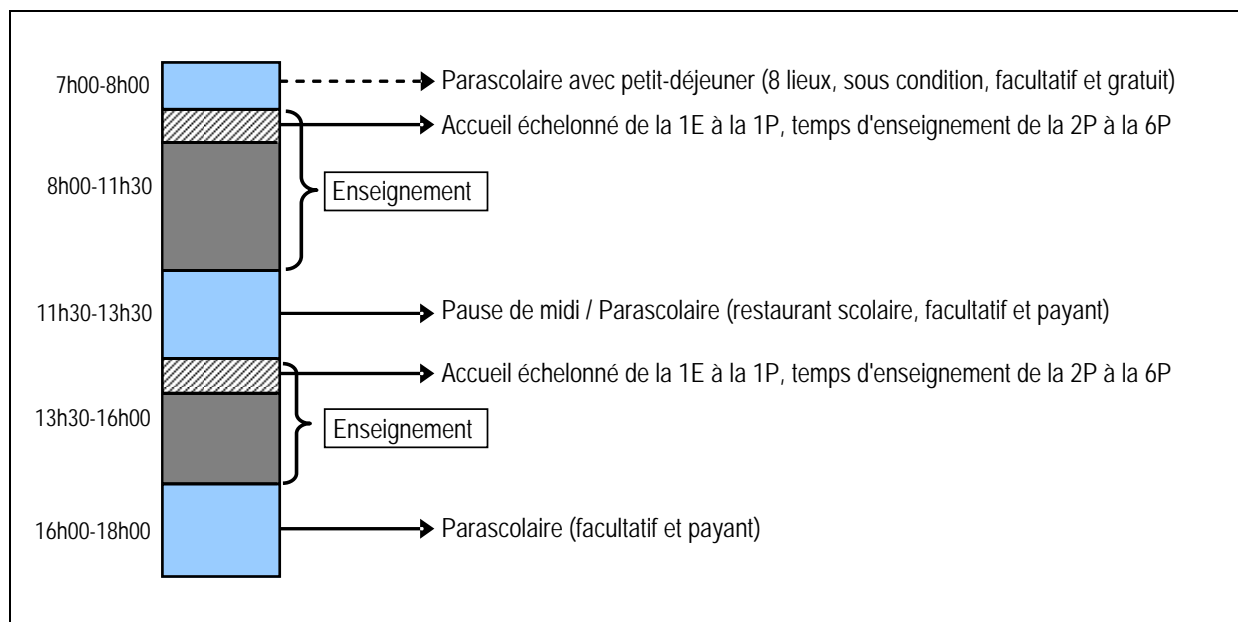 7h00-8h00 Parascolaire avec petit-déjeuner (8 lieux, sous condition, facultatif et gratuit)
Accueil échelonné de la 1E à la 1P, temps d'enseignement de la 2P à la 6P
8h00-11h30 Enseignement
11h30-13h30 Pause de midi / Parascolaire (restaurant scolaire, facultatif et payant)
Accueil échelonné de la 1E à la 1P, temps d'enseignement de la 2P à la 6P
13h30-16h00 Enseignement
16h00-18h00 Parascolaire (facultatif et payant)